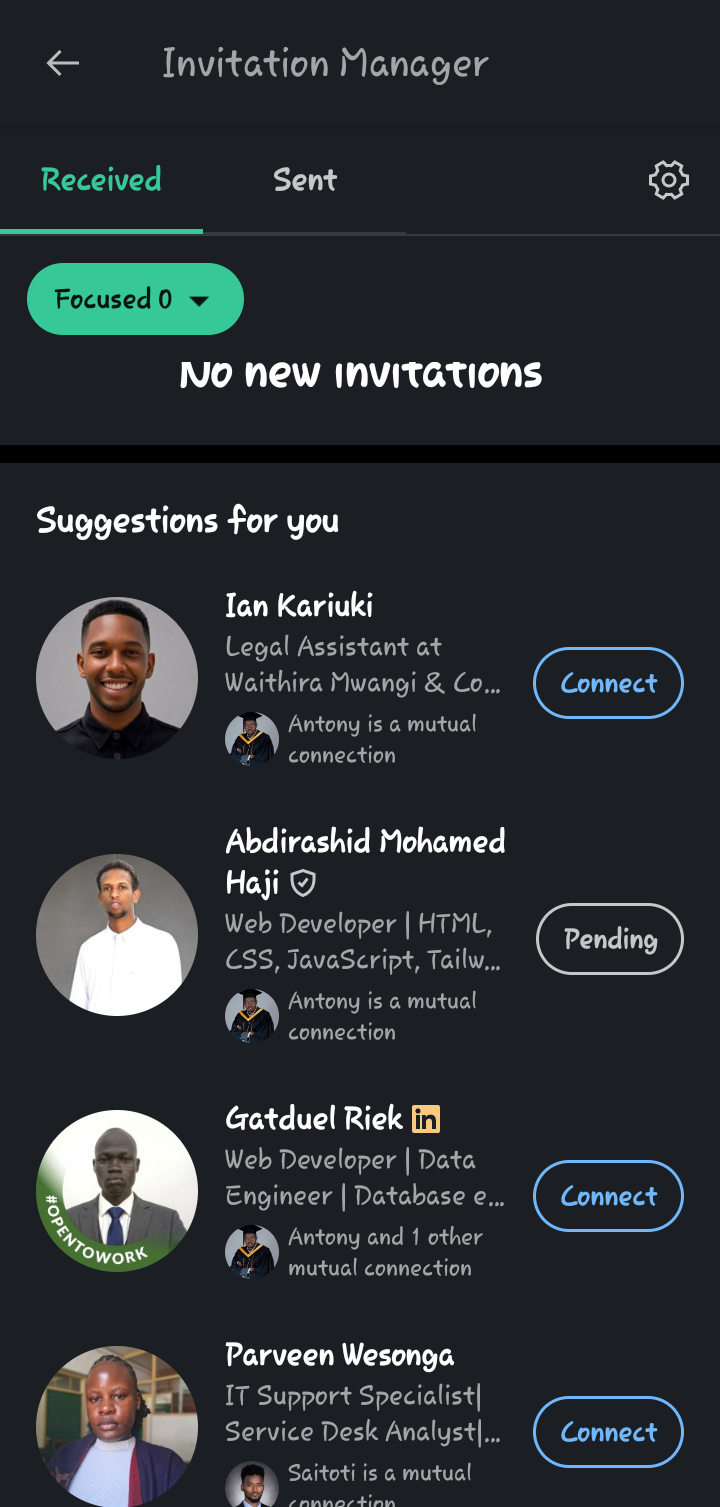 Invitation Manager
Received
Sent
Focused 0
No new invitations
Suggestions for you
Ian Kariuki
Legal Assistant at
Waithira Mwangi & Co...
Connect
Antony is a mutual
connection
Abdirashid Mohamed
Haji
Web Developer | HTML,
CSS, JavaScript, Tailw...
Pending
Antony is a mutual
connection
Gatduel Riek in
Web Developer | Data
Engineer | Database e...
Connect
#OPENTOWORK
Antony and 1 other
mutual connection
Parveen Wesonga
IT Support Specialist|
Service Desk Analyst|...
Connect
Saitoti is a mutual
connection